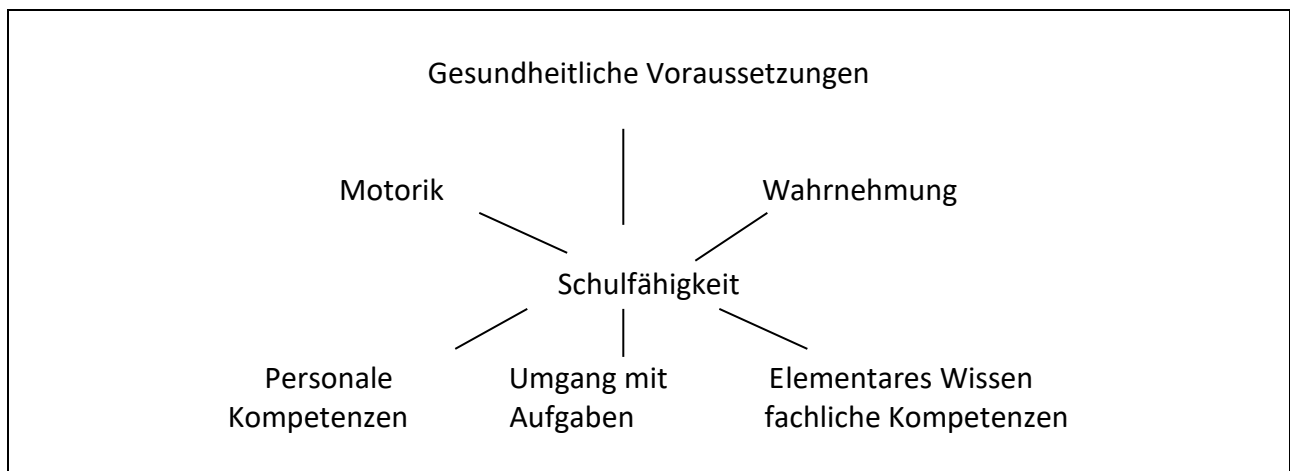 Gesundheitliche Voraussetzungen
Motorik
Wahrnehmung
Schulfähigkeit
Personale
Kompetenzen
Umgang mit
Aufgaben
Elementares Wissen
fachliche Kompetenzen